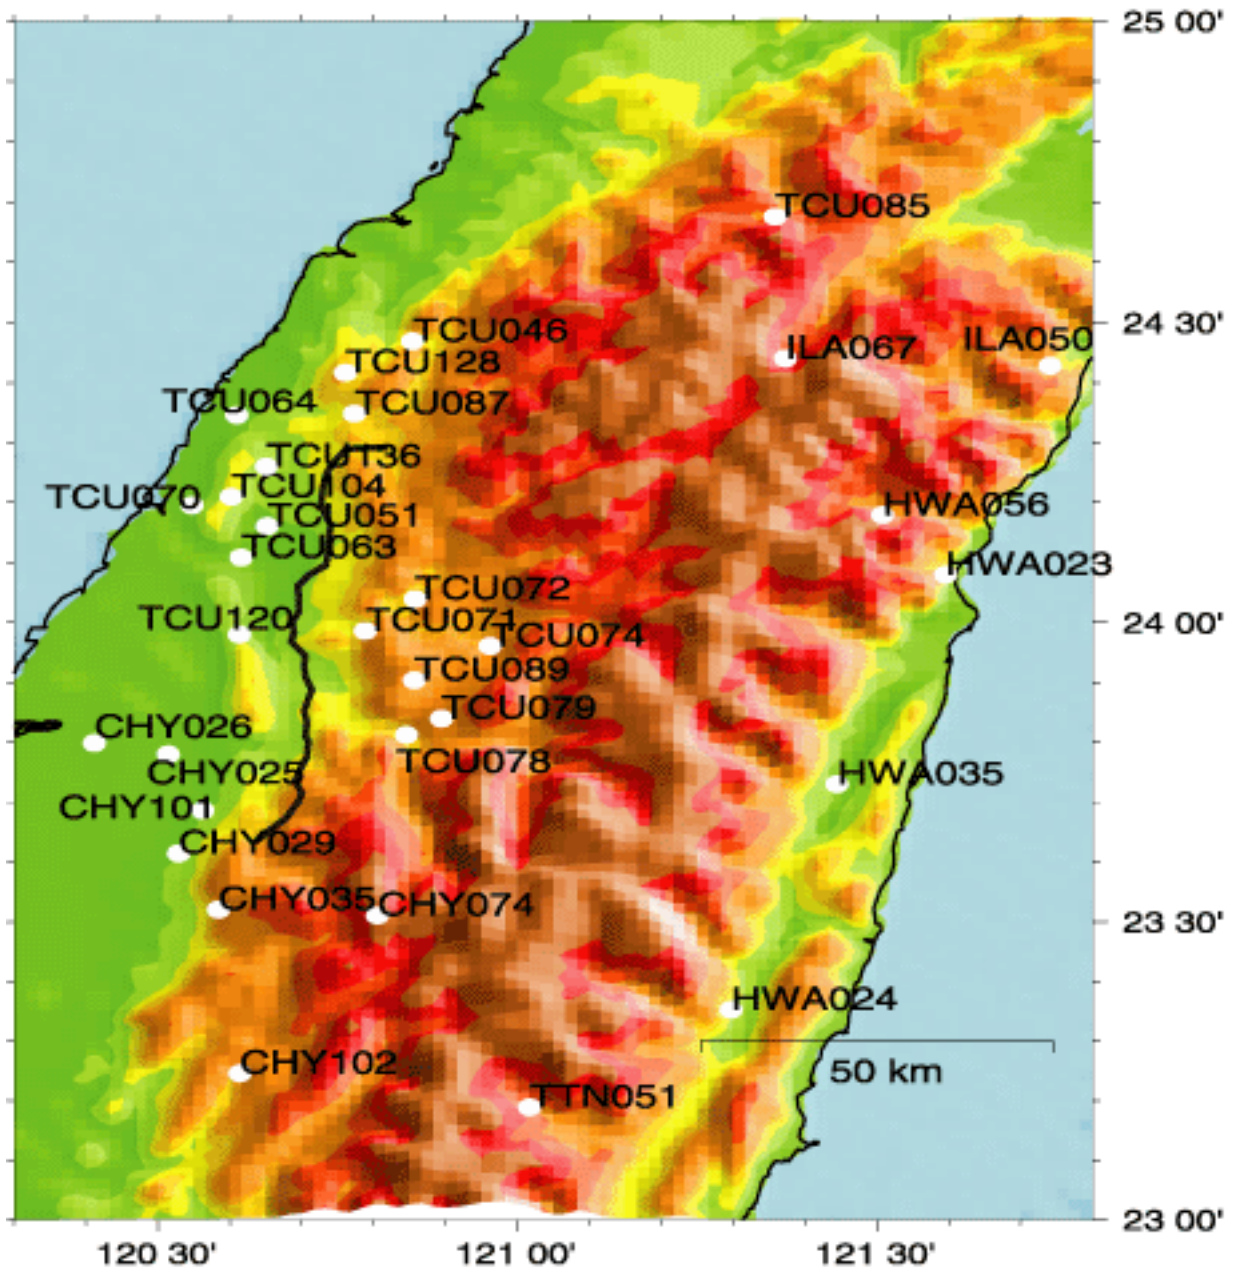 25 00'
TCU085
24 30'
TCU046
ILA050
ILA067
TCU128
TCU064
TCU087
TCU136
TCU104
TCU070
HWA056
TCU051
TCU063
HWA023
TCU072
TCU120
TCU071
24 00'
TCU074
TCU089
TCU079
CHY026
TCU078
CHY025
HWA035
CHY101
CHY029
CHY035
CHY074
23 30'
HWA024
50 km
CHY102
TTN051
23 00'
120 30'
121 00'
121 30'